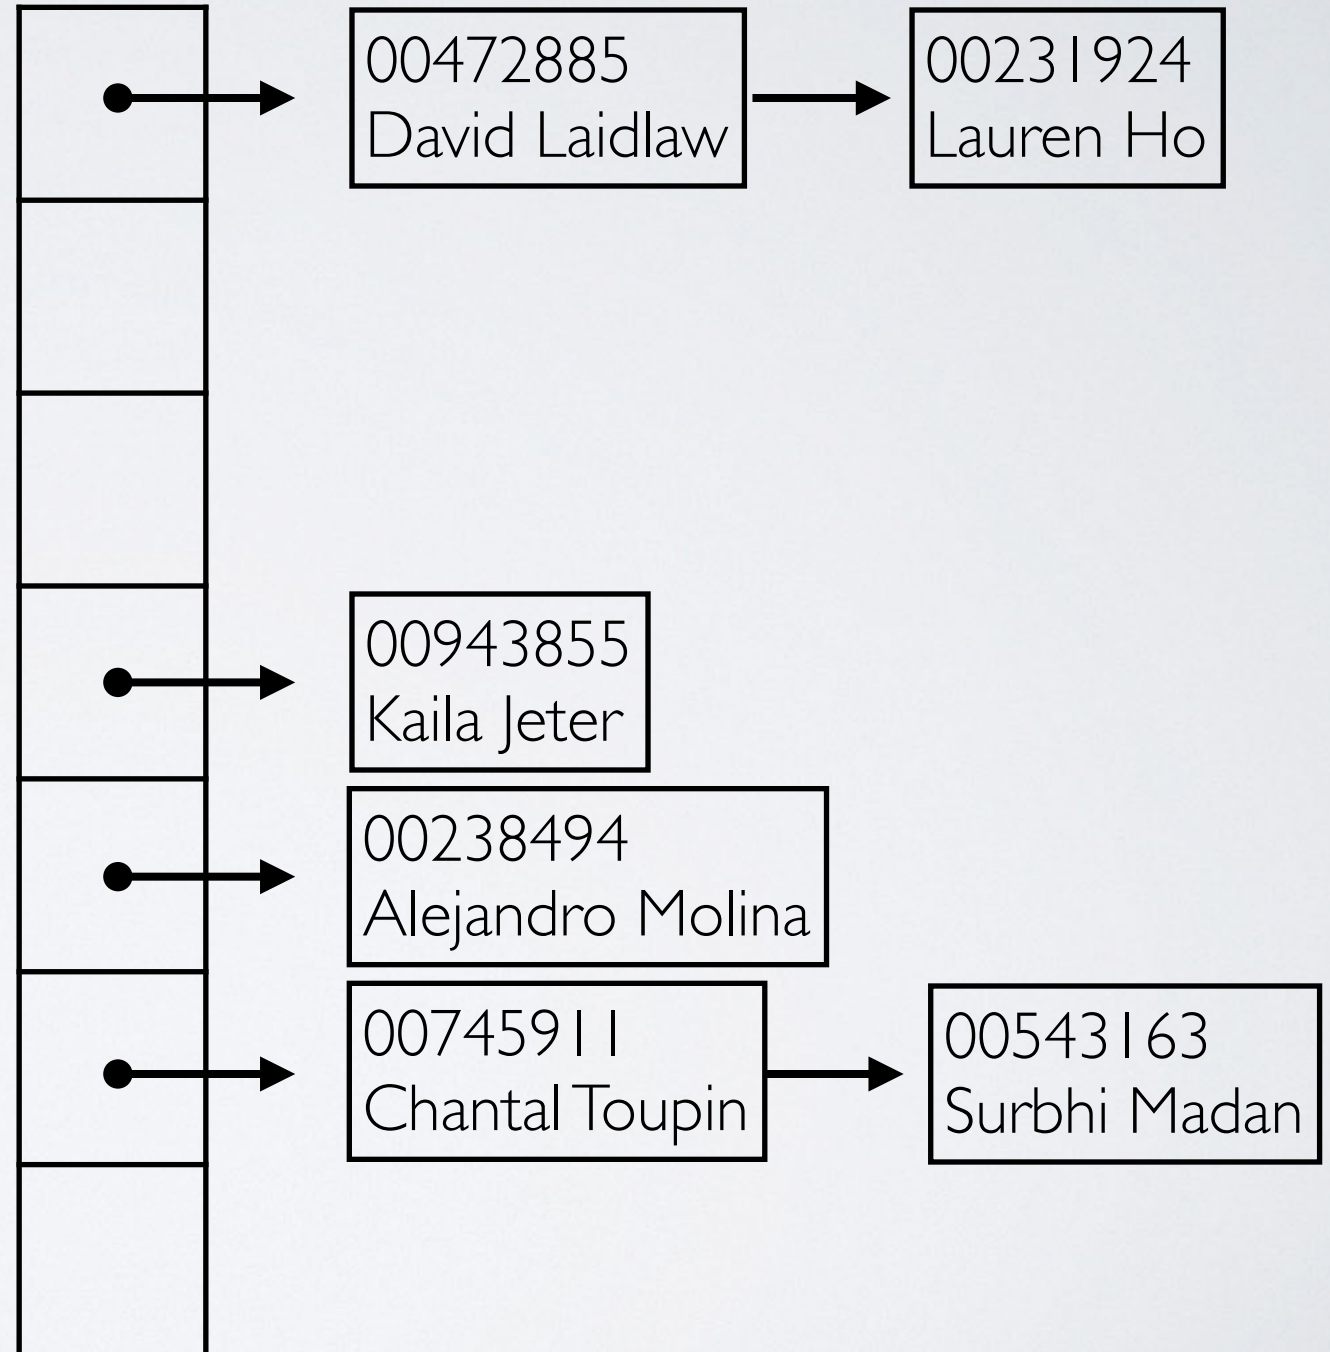 00472885
David Laidlaw
00231924
Lauren Ho
00943855
Kaila Jeter
00238494
Alejandro Molina
00745911
Chantal Toupin
00543163
Surbhi Madan